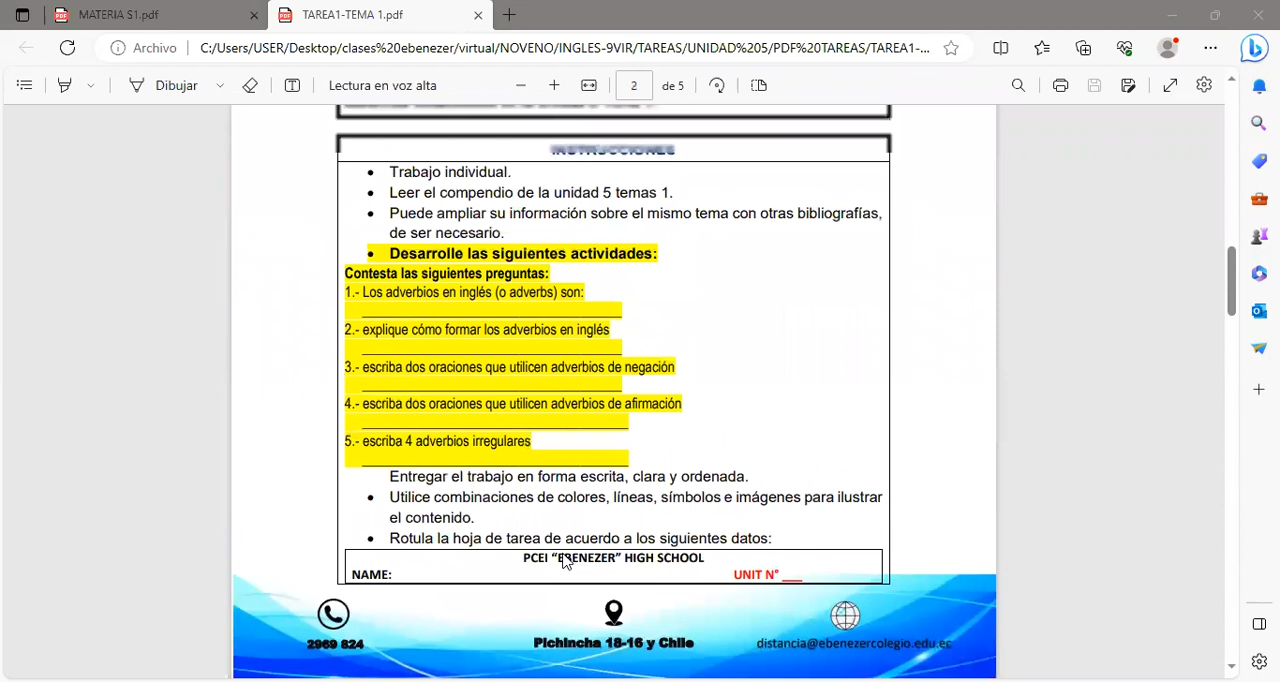 MATERIA S1.pdf
TAREA1-TEMA 1.pdf
Archivo
C:/Users/USER/Desktop/clases%20ebenezer/virtual/NOVENO/INGLES-9VIR/TAREAS/UNIDAD%205/PDF%20TAREAS/TAREA1-...
Dibujar
Lectura en voz alta
2
de 5
INSTRUCCIONES
• Trabajo individual.
• Leer el compendio de la unidad 5 temas 1.
• Puede ampliar su información sobre el mismo tema con otras bibliografías,
de ser necesario.
• Desarrolle las siguientes actividades:
Contesta las siguientes preguntas:
1.- Los adverbios en inglés (o adverbs) son:
2.- explique cómo formar los adverbios en inglés
3.- escriba dos oraciones que utilicen adverbios de negación
4.- escriba dos oraciones que utilicen adverbios de afirmación
5.- escriba 4 adverbios irregulares
Entregar el trabajo en forma escrita, clara y ordenada.
• Utilice combinaciones de colores, líneas, símbolos e imágenes para ilustrar
el contenido.
• Rotula la hoja de tarea de acuerdo a los siguientes datos:
PCEI “EBENEZER” HIGH SCHOOL
NAME: UNIT N° ___
2969 824
Pichincha 18-16 y Chile
distancia@ebenezercolegio.edu.ec